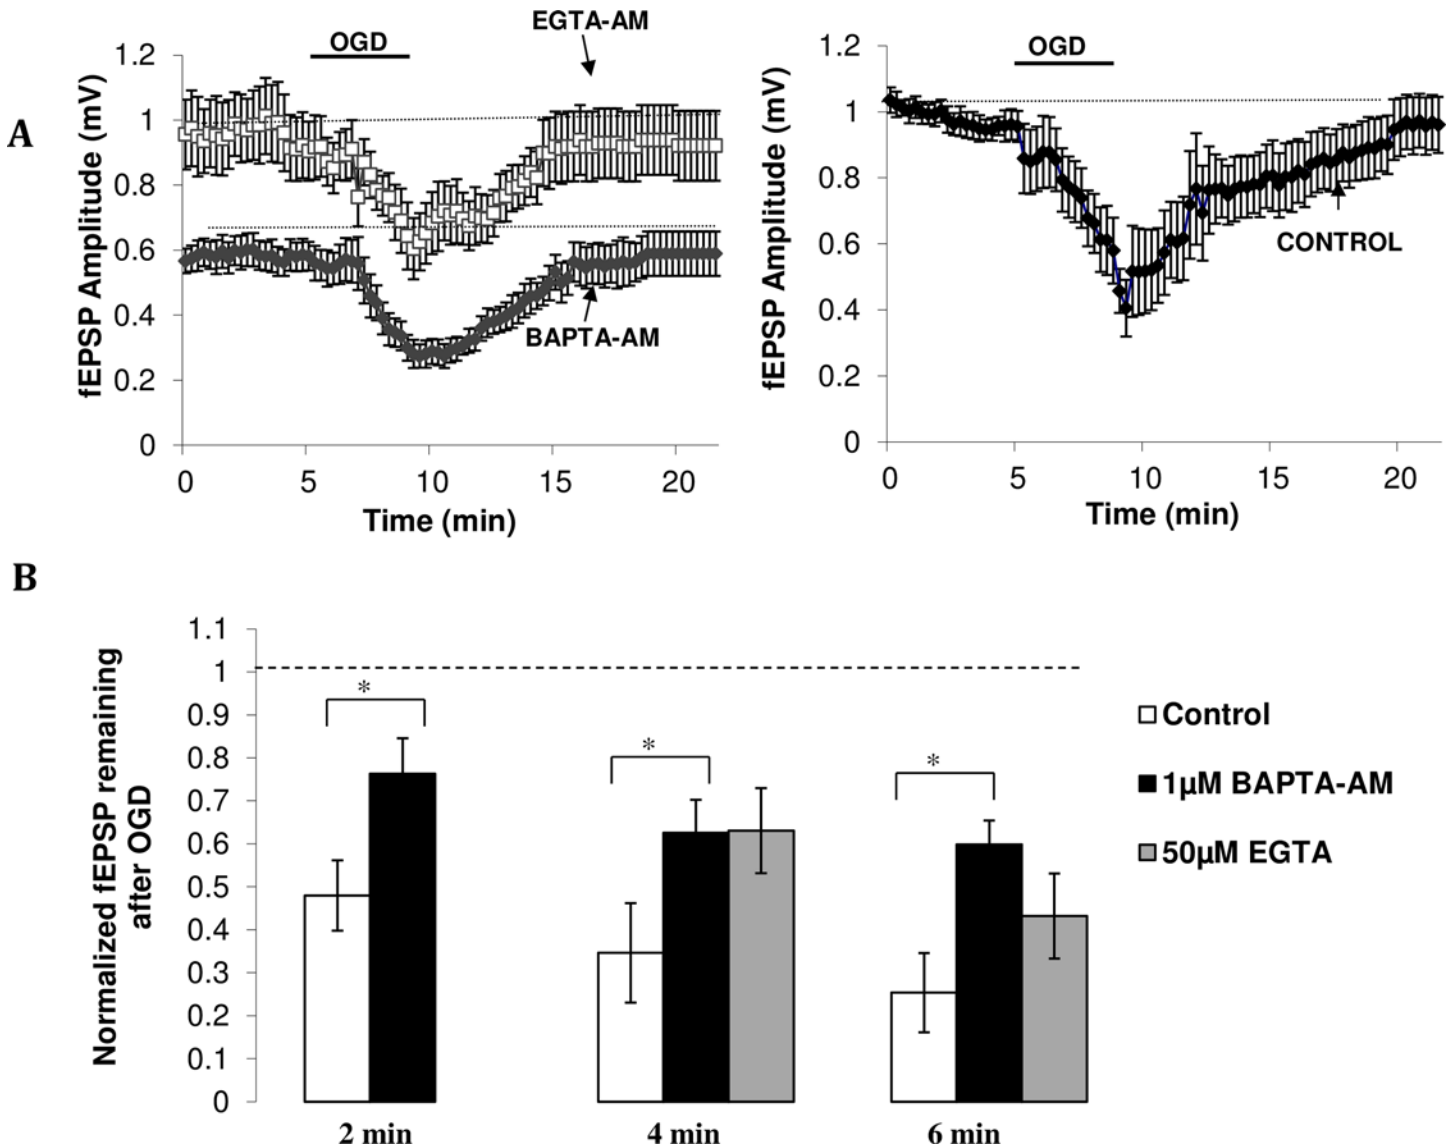 A
EGTA-AM
OGD
1.2
1
0.8
0.6
0.4
0.2
0
fEPSP Amplitude (mV)
BAPTA-AM
0 5 10 15 20
Time (min)
OGD
1.2
1
0.8
0.6
0.4
0.2
0
fEPSP Amplitude (mV)
CONTROL
0 5 10 15 20
Time (min)
B
1.1
1
0.9
0.8
0.7
0.6
0.5
0.4
0.3
0.2
0.1
0
Normalized fEPSP remaining
after OGD
*
*
*
2 min
4 min
6 min
Control
1µM BAPTA-AM
50µM EGTA